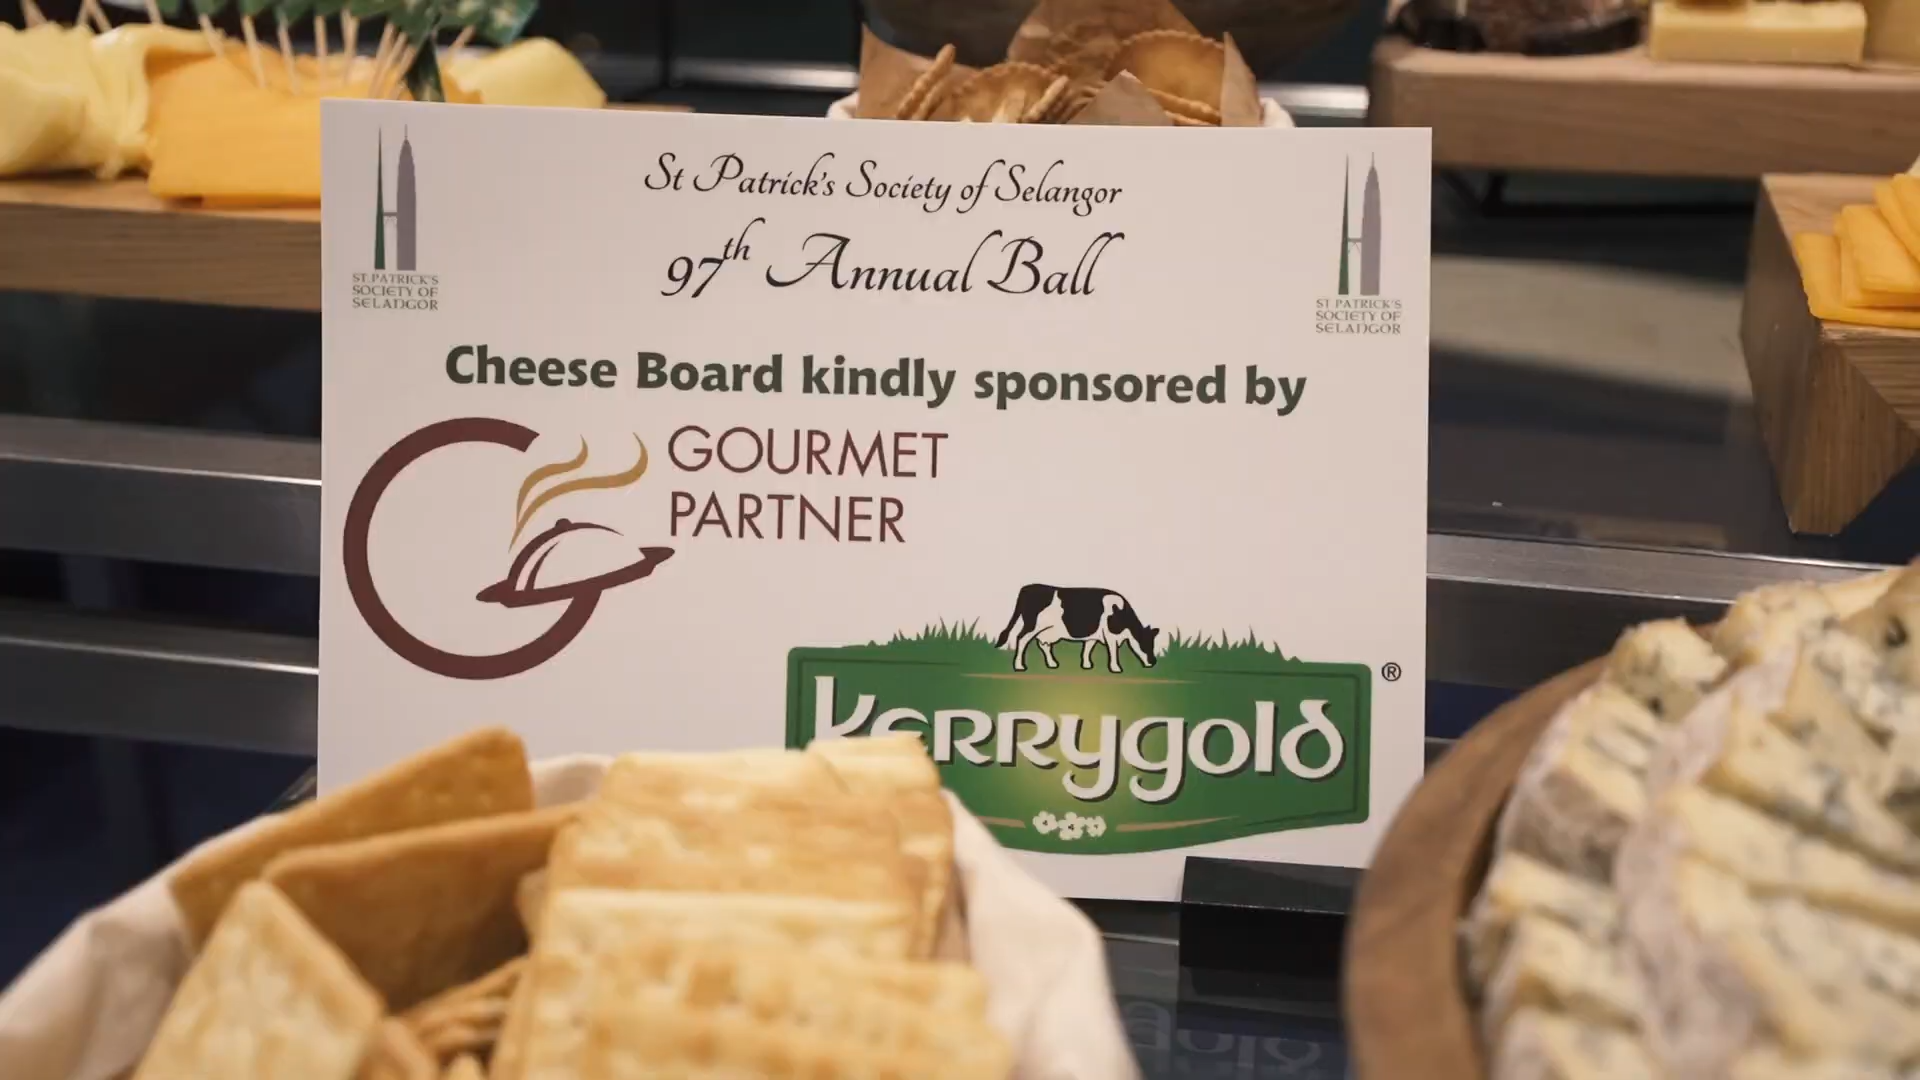 St Patrick's Society of Selangor
97th Annual Ball
ST PATRICK'S
SOCIETY OF
SELANGOR
ST PATRICK'S
SOCIETY OF
SELANGOR
Cheese Board kindly sponsored by
GOURMET
PARTNER
Kerrygold ®